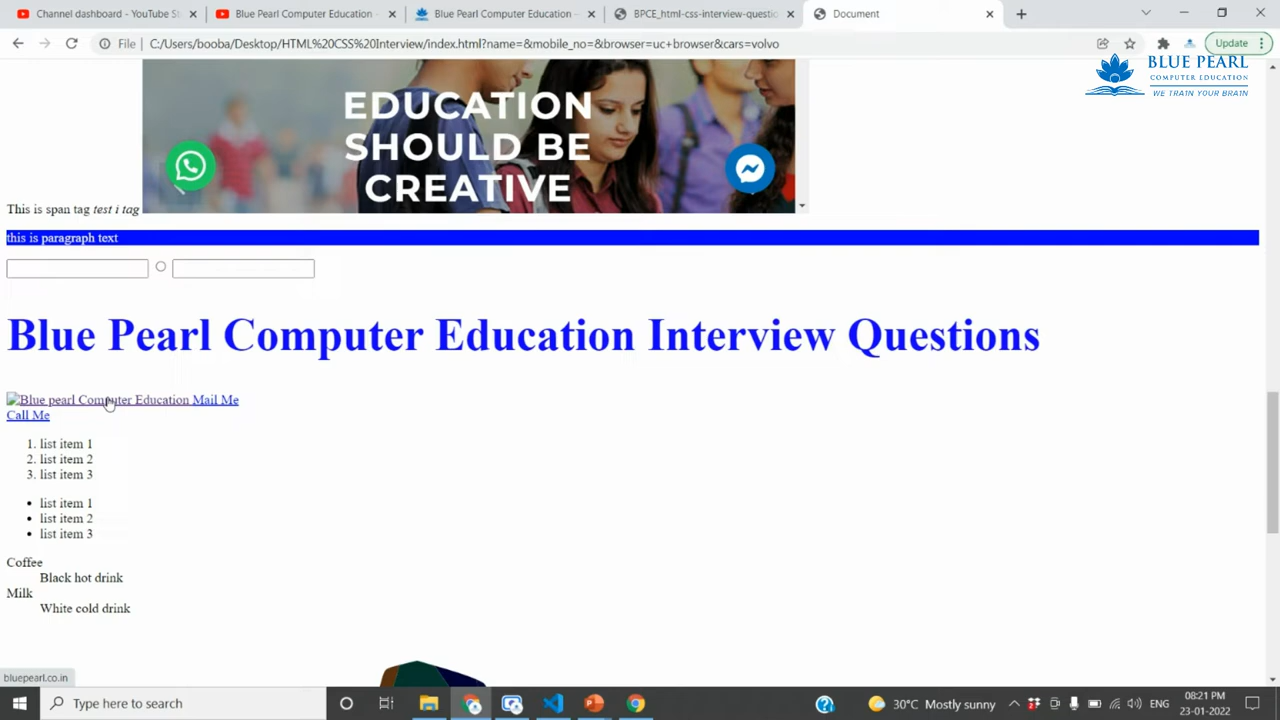 Channel dashboard - YouTube St
Blue Pearl Computer Education -
Blue Pearl Computer Education –
BPCE_html-css-interview-questio
Document
File
C:/Users/booba/Desktop/HTML%20CSS%20Interview/index.html?name=&mobile_no=&browser=uc+browser&cars=volvo
Update
BLUE PEARL
COMPUTER EDUCATION
WE TRAIN YOUR BRAIN
EDUCATION
SHOULD BE
CREATIVE
This is span tag test i tag
this is paragraph text
Blue Pearl Computer Education Interview Questions
Blue pearl Computer Education Mail Me
Call Me
1. list item 1
2. list item 2
3. list item 3
• list item 1
• list item 2
• list item 3
Coffee
Black hot drink
Milk
White cold drink
bluepearl.co.in
Type here to search
30°C Mostly sunny
ENG
08:21 PM
23-01-2022